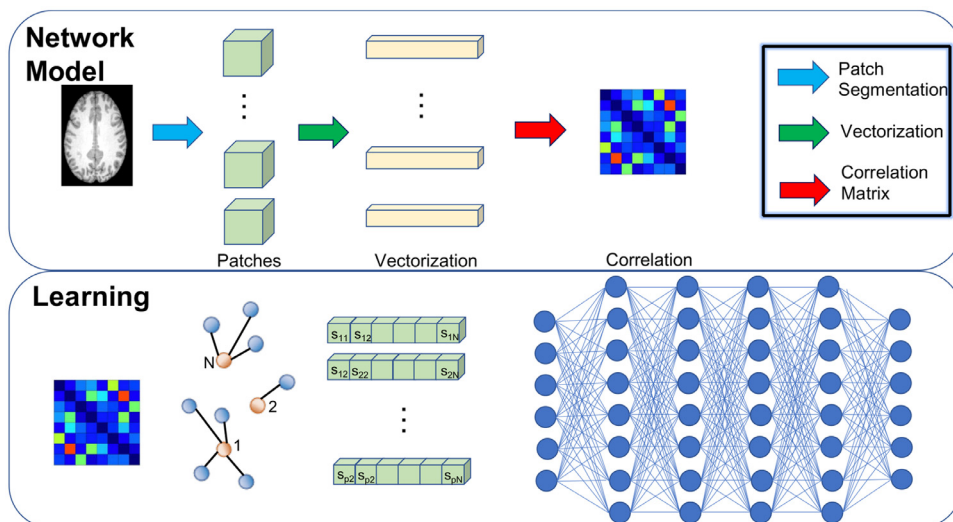 Network
Model
Patches
Vectorization
Correlation
Patch
Segmentation
Vectorization
Correlation
Matrix
Learning
N
2
1
s11 s12 s1N
s12 s22 s2N
sp2 sp2 spN